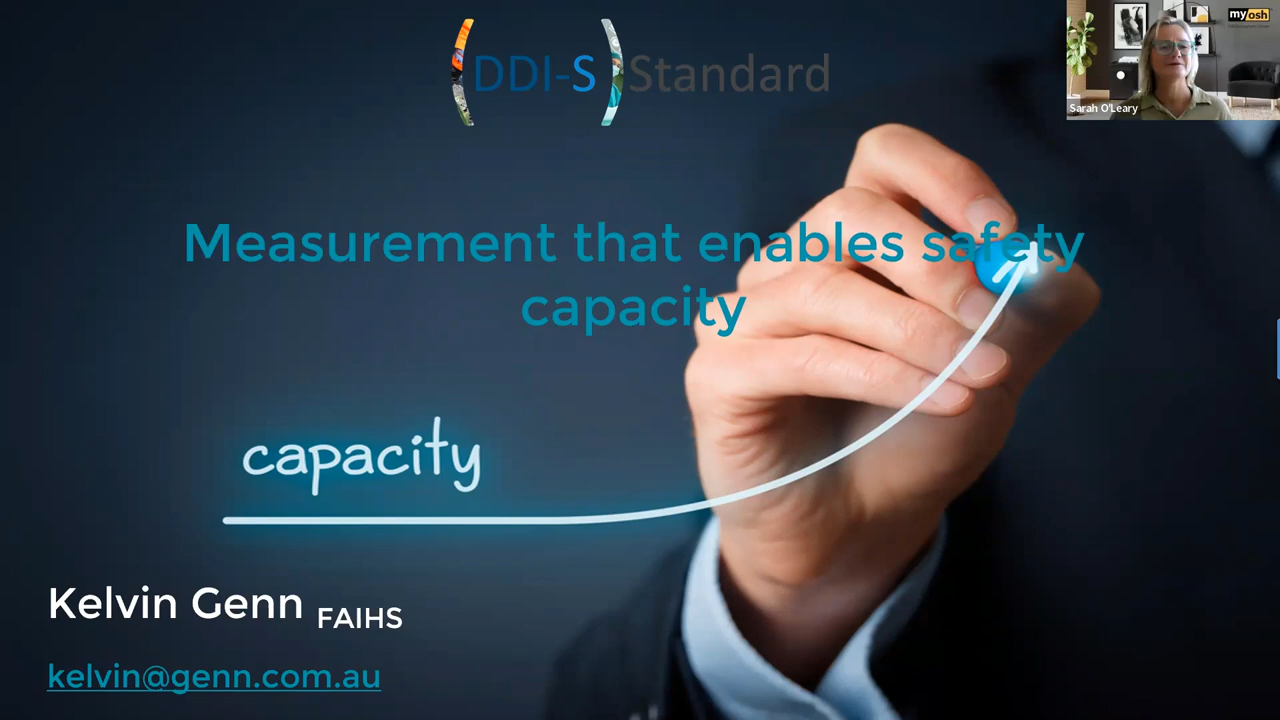 (DDI-S) Standard
myosh
Sarah O'Leary
Measurement that enables safety
capacity
capacity
Kelvin Genn FAIHS
kelvin@genn.com.au